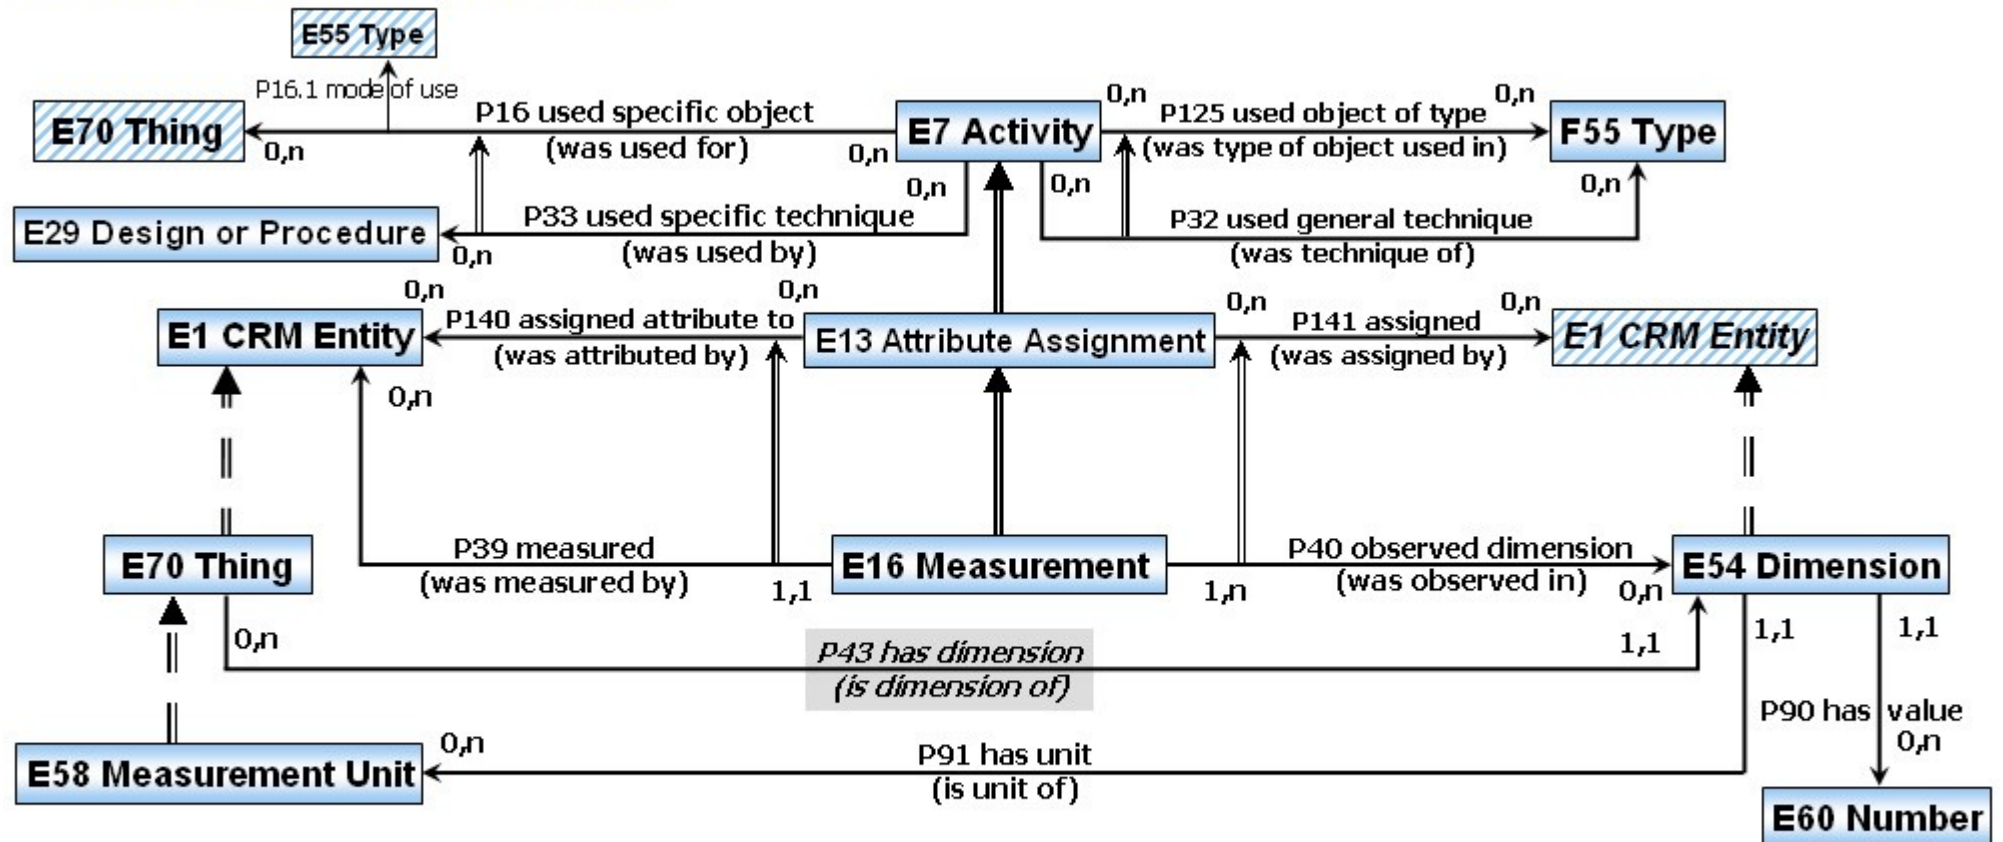 E55 Type
P16.1 mode of use
E70 Thing
P16 used specific object
(was used for)
0,n
0,n
E7 Activity
0,n
P125 used object of type
(was type of object used in)
0,n
F55 Type
0,n
0,n
0,n
E29 Design or Procedure
0,n
P33 used specific technique
(was used by)
P32 used general technique
(was technique of)
0,n
0,n
0,n
0,n
E1 CRM Entity
P140 assigned attribute to
(was attributed by)
E13 Attribute Assignment
P141 assigned
(was assigned by)
E1 CRM Entity
0,n
E70 Thing
P39 measured
(was measured by)
1,1
E16 Measurement
1,n
P40 observed dimension
(was observed in)
0,n
E54 Dimension
0,n
P43 has dimension
(is dimension of)
1,1
1,1
1,1
P90 has value
0,n
E58 Measurement Unit
0,n
P91 has unit
(is unit of)
E60 Number